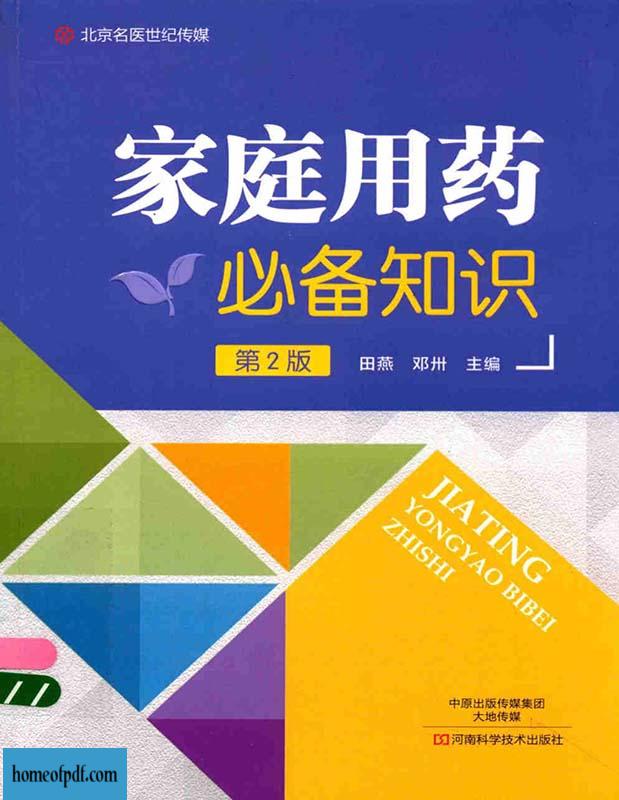 北京名医世纪传媒
家庭用药
必备知识
第2版
田燕 邓卅 主编
JIATING
YONGYAO BIBEI
ZHISHI
中原出版传媒集团
大地传媒
河南科学技术出版社
homeofpdf.com